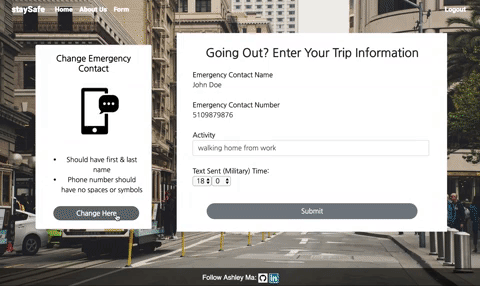 staySafe Home About Us Form Logout
Change Emergency
Contact
Should have first & last
name
Phone number should
have no spaces or symbols
Change Here
Going Out? Enter Your Trip Information
Emergency Contact Name
John Doe
Emergency Contact Number
5109879876
Activity
walking home from work
Text Sent (Military) Time:
18 0
Submit
Follow Ashley Ma: